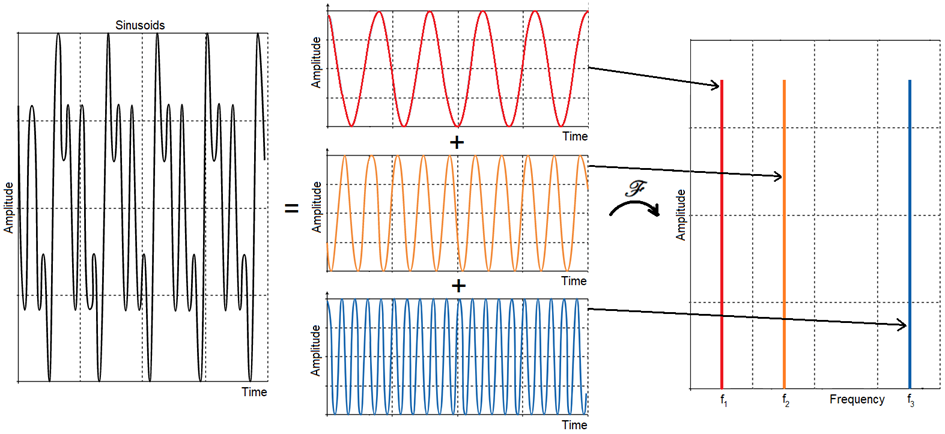 Sinusoids
Amplitude
Time
=
Amplitude
Time
+
Amplitude
Time
+
Amplitude
Time
ℱ
Amplitude
f₁
f₂
Frequency
f₃